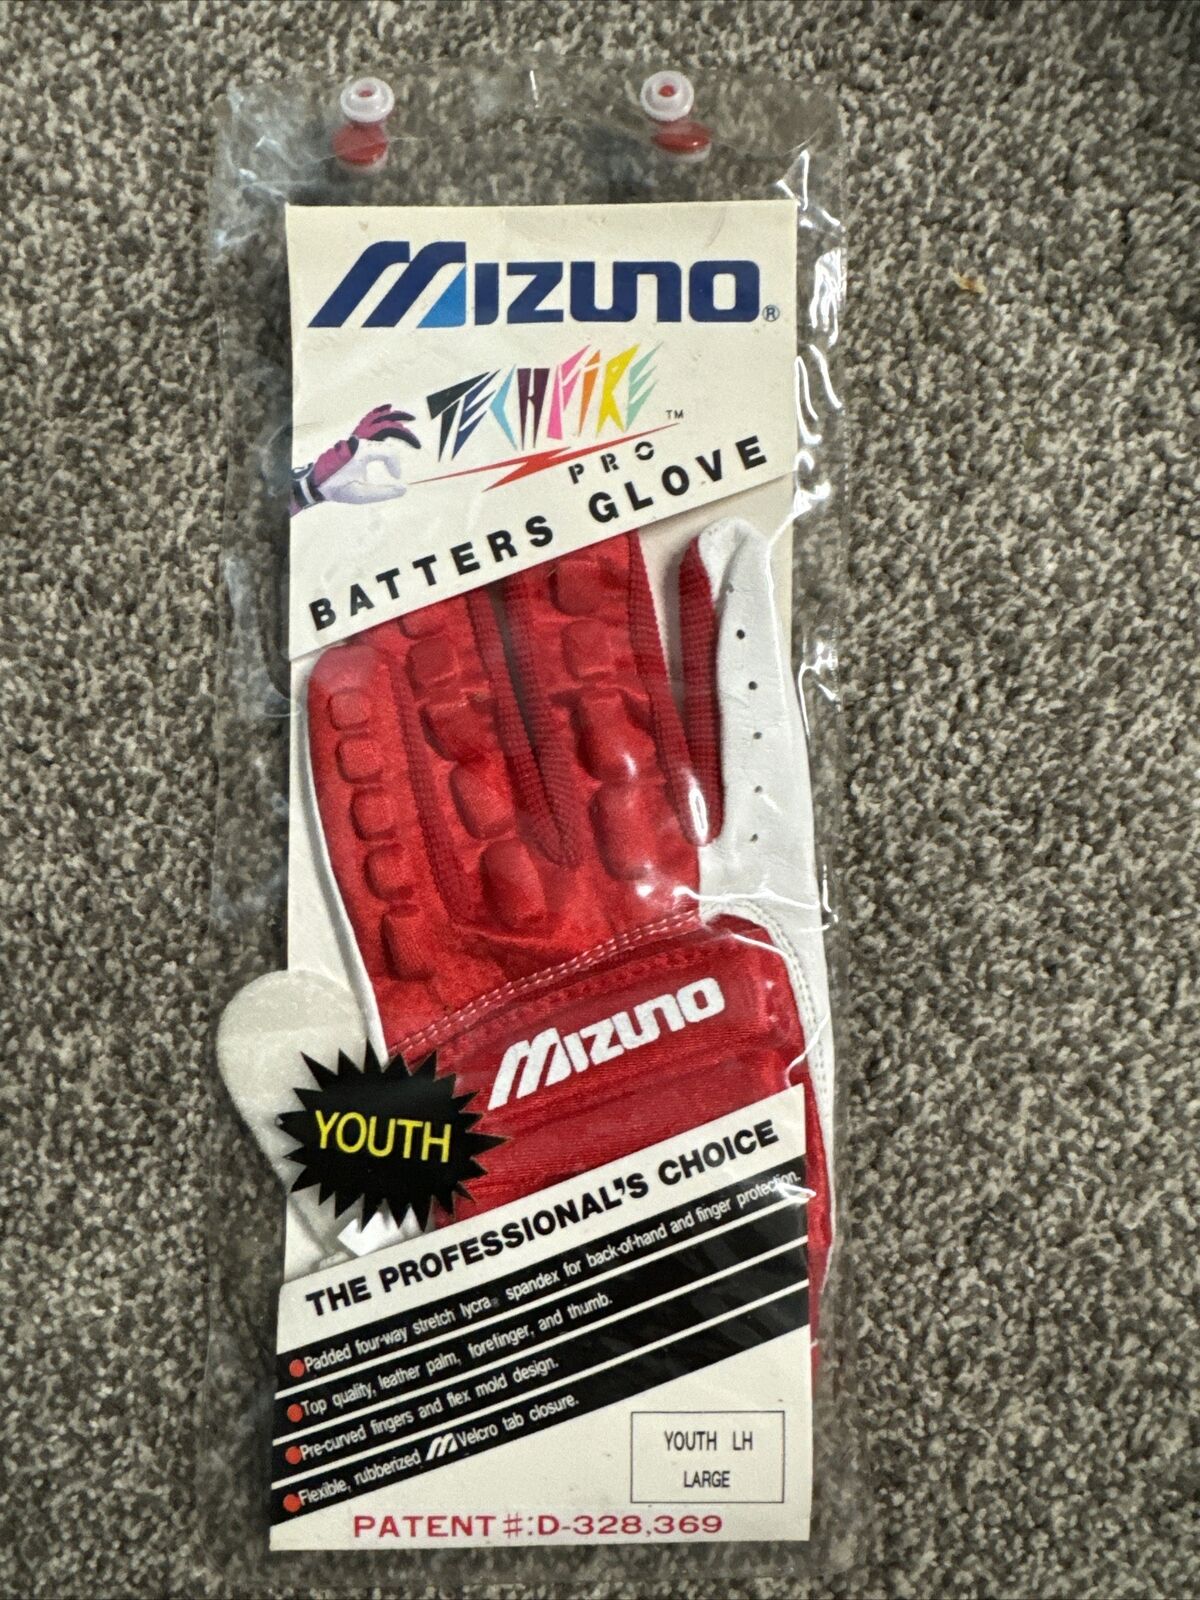 MIZUNO®
TECHFIRE™
PRO
BATTERS GLOVE
MIZUNO
YOUTH
THE PROFESSIONAL'S CHOICE
Padded four-way stretch lycra® spandex for back-of-hand and finger protection.
Top quality, leather palm, forefinger, and thumb.
Pre-curved fingers and flex mold design.
Flexible, rubberized Velcro tab closure.
YOUTH LH
LARGE
PATENT #:D-328,369